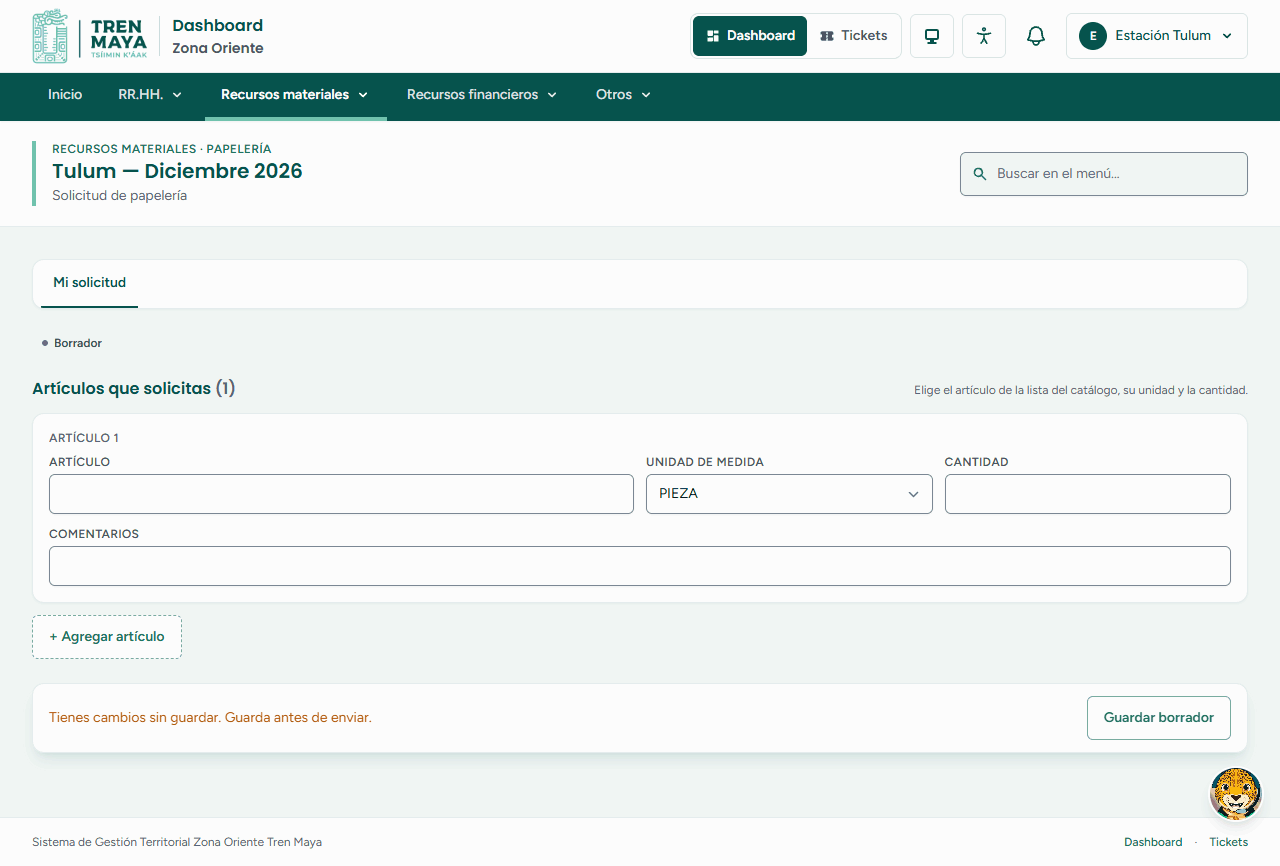 TREN
MAYA
TSÍIMIN K'ÁAK
Dashboard
Zona Oriente
Dashboard
Tickets
E
Estación Tulum
Inicio
RR.HH.
Recursos materiales
Recursos financieros
Otros
RECURSOS MATERIALES · PAPELERÍA
Tulum — Diciembre 2026
Solicitud de papelería
Buscar en el menú...
Mi solicitud
Borrador
Artículos que solicitas (1)
Elige el artículo de la lista del catálogo, su unidad y la cantidad.
ARTÍCULO 1
ARTÍCULO
UNIDAD DE MEDIDA
CANTIDAD
PIEZA
COMENTARIOS
+ Agregar artículo
Tienes cambios sin guardar. Guarda antes de enviar.
Guardar borrador
Sistema de Gestión Territorial Zona Oriente Tren Maya
Dashboard · Tickets